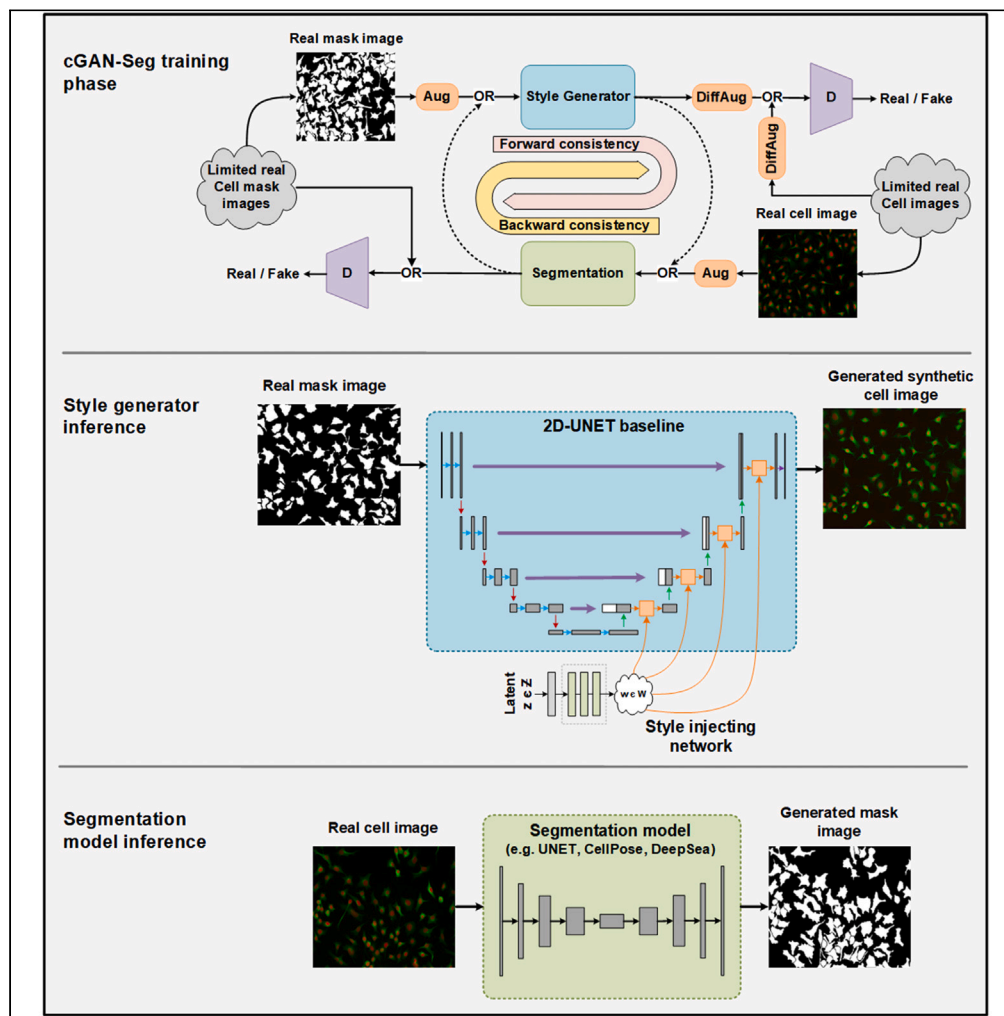 cGAN-Seg training
phase
Real mask image
Aug
OR
Style Generator
DiffAug
OR
D
Real / Fake
DiffAug
Forward consistency
Backward consistency
Limited real
Cell mask
images
Limited real
Cell images
Real cell image
Real / Fake
D
OR
Segmentation
OR
Aug
Style generator
inference
Real mask image
2D-UNET baseline
Generated synthetic
cell image
Latent
z ϵ Z
w ϵ W
Style injecting
network
Segmentation
model inference
Real cell image
Segmentation model
(e.g. UNET, CellPose, DeepSea)
Generated mask
image